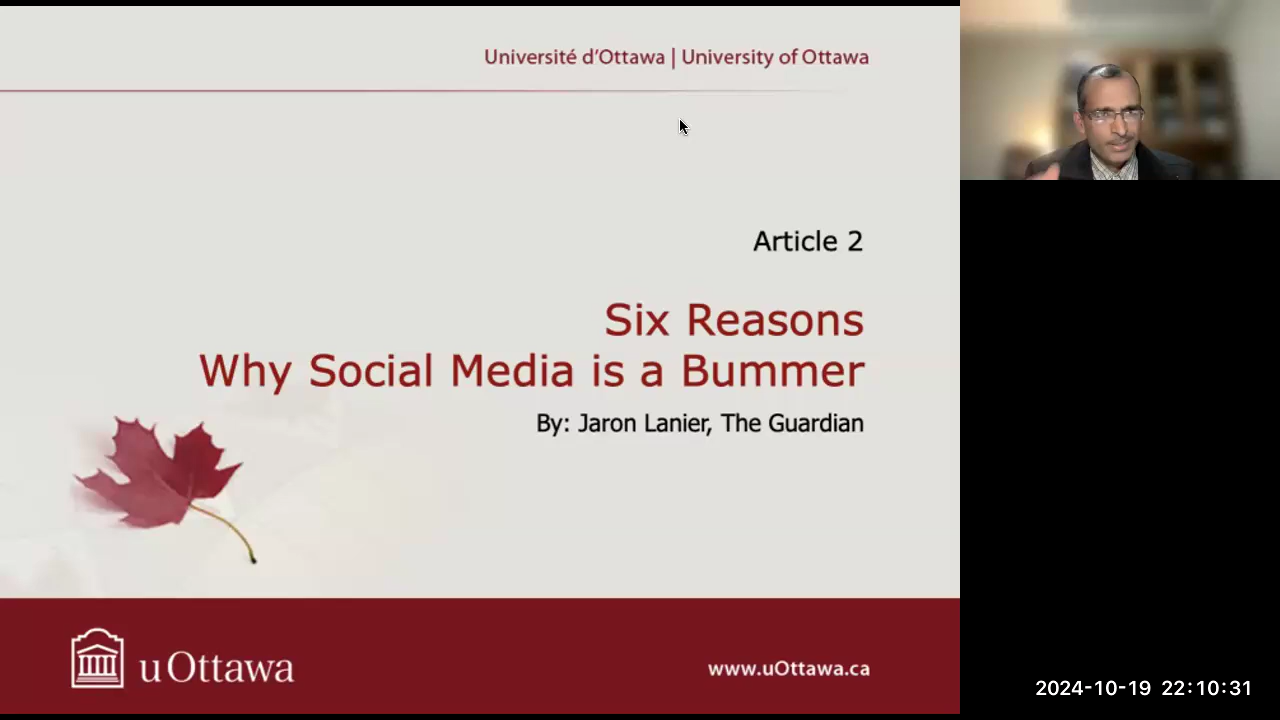 Université d'Ottawa | University of Ottawa
Article 2
Six Reasons
Why Social Media is a Bummer
By: Jaron Lanier, The Guardian
uOttawa
www.uOttawa.ca
2024-10-19 22:10:31